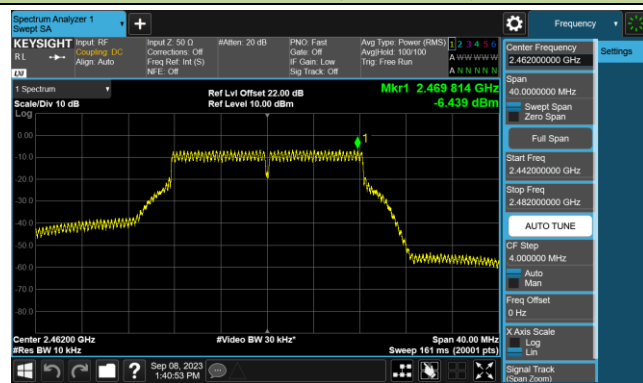 Spectrum Analyzer 1
Swept SA
+
Frequency
KEYSIGHT
RL
LXI
Input: RF
Coupling: DC
Align: Auto
Input Z: 50 Ω
Corrections: Off
Freq Ref: Int (S)
NFE: Off
#Atten: 20 dB
PNO: Fast
Gate: Off
IF Gain: Low
Sig Track: Off
Avg Type: Power (RMS)
Avg|Hold: 100/100
Trig: Free Run
1 2 3 4 5 6
A W W W W W
A N N N N N
1 Spectrum
Scale/Div 10 dB
Log
Ref Lvl Offset 22.00 dB
Ref Level 10.00 dBm
Mkr1 2.469 814 GHz
-6.439 dBm
1
0.00
-10.0
-20.0
-30.0
-40.0
-50.0
-60.0
-70.0
-80.0
Center 2.46200 GHz
#Res BW 10 kHz
#Video BW 30 kHz*
Span 40.00 MHz
Sweep 161 ms (20001 pts)
Sep 08, 2023
1:40:53 PM
Settings
Center Frequency
2.462000000 GHz
Span
40.0000000 MHz
Swept Span
Zero Span
Full Span
Start Freq
2.442000000 GHz
Stop Freq
2.482000000 GHz
AUTO TUNE
CF Step
4.000000 MHz
Auto
Man
Freq Offset
0 Hz
X Axis Scale
Log
Lin
Signal Track
(Span Zoom)